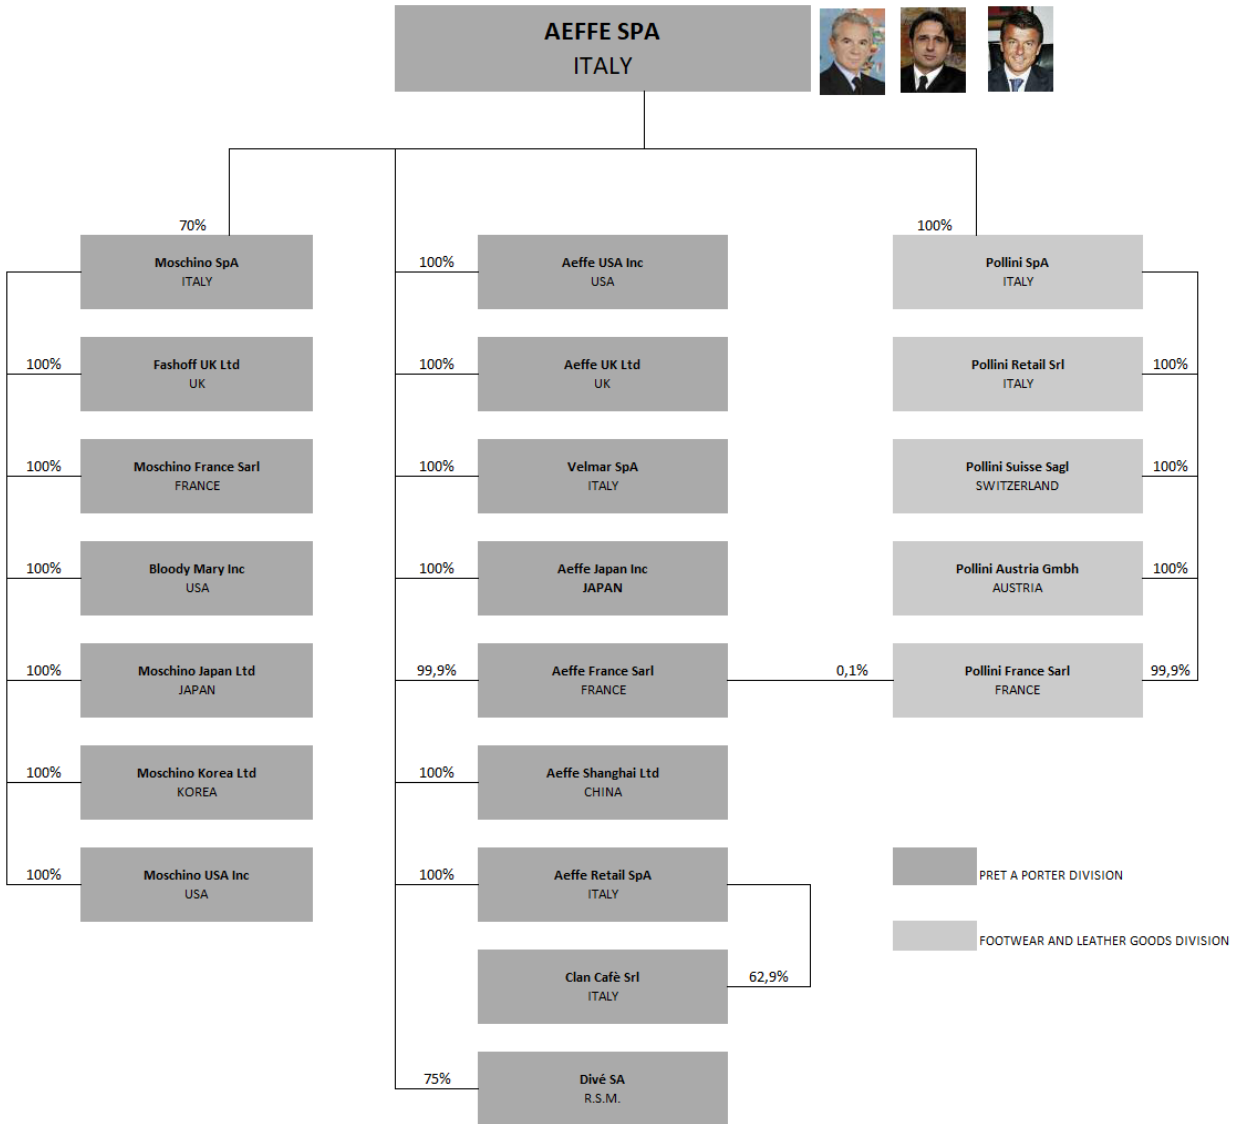 AEFFE SPA
ITALY
70%
Moschino SpA
ITALY
100%
Fashoff UK Ltd
UK
100%
Moschino France Sarl
FRANCE
100%
Bloody Mary Inc
USA
100%
Moschino Japan Ltd
JAPAN
100%
Moschino Korea Ltd
KOREA
100%
Moschino USA Inc
USA
100%
Aeffe USA Inc
USA
100%
Aeffe UK Ltd
UK
100%
Velmar SpA
ITALY
100%
Aeffe Japan Inc
JAPAN
99,9%
Aeffe France Sarl
FRANCE
0,1%
100%
Aeffe Shanghai Ltd
CHINA
100%
Aeffe Retail SpA
ITALY
Clan Cafè Srl
ITALY
62,9%
75%
Divé SA
R.S.M.
100%
Pollini SpA
ITALY
Pollini Retail Srl
ITALY
100%
Pollini Suisse Sagl
SWITZERLAND
100%
Pollini Austria Gmbh
AUSTRIA
100%
Pollini France Sarl
FRANCE
99,9%
PRET A PORTER DIVISION
FOOTWEAR AND LEATHER GOODS DIVISION